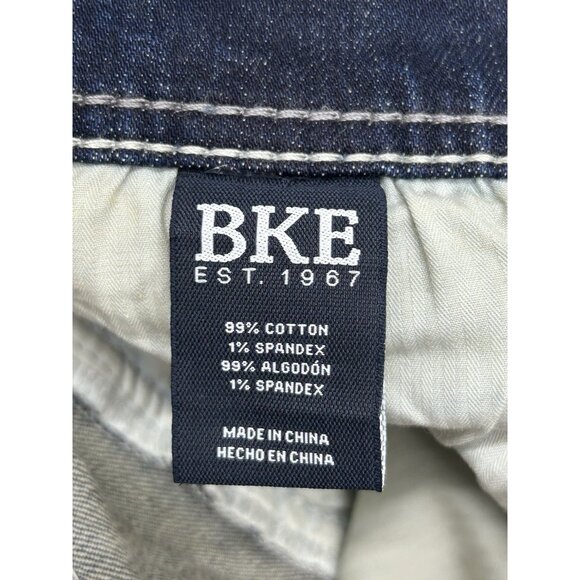 BKE
EST. 1967
99% COTTON
1% SPANDEX
99% ALGODÓN
1% SPANDEX
MADE IN CHINA
HECHO EN CHINA